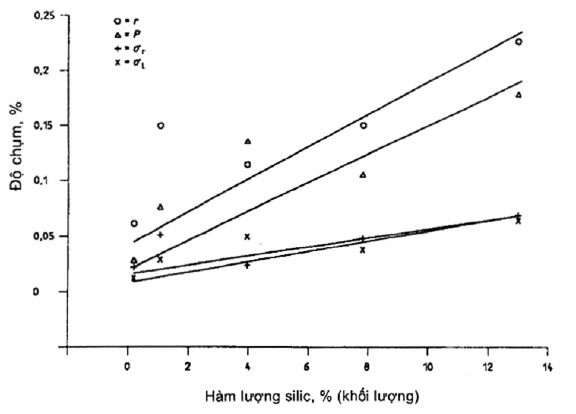 0,25
0,2
0,15
0,1
0,05
0
o = r
△ = P
+ = σr
x = σL
Độ chụm, %
0 2 4 6 8 10 12 14
Hàm lượng silic, % (khối lượng)